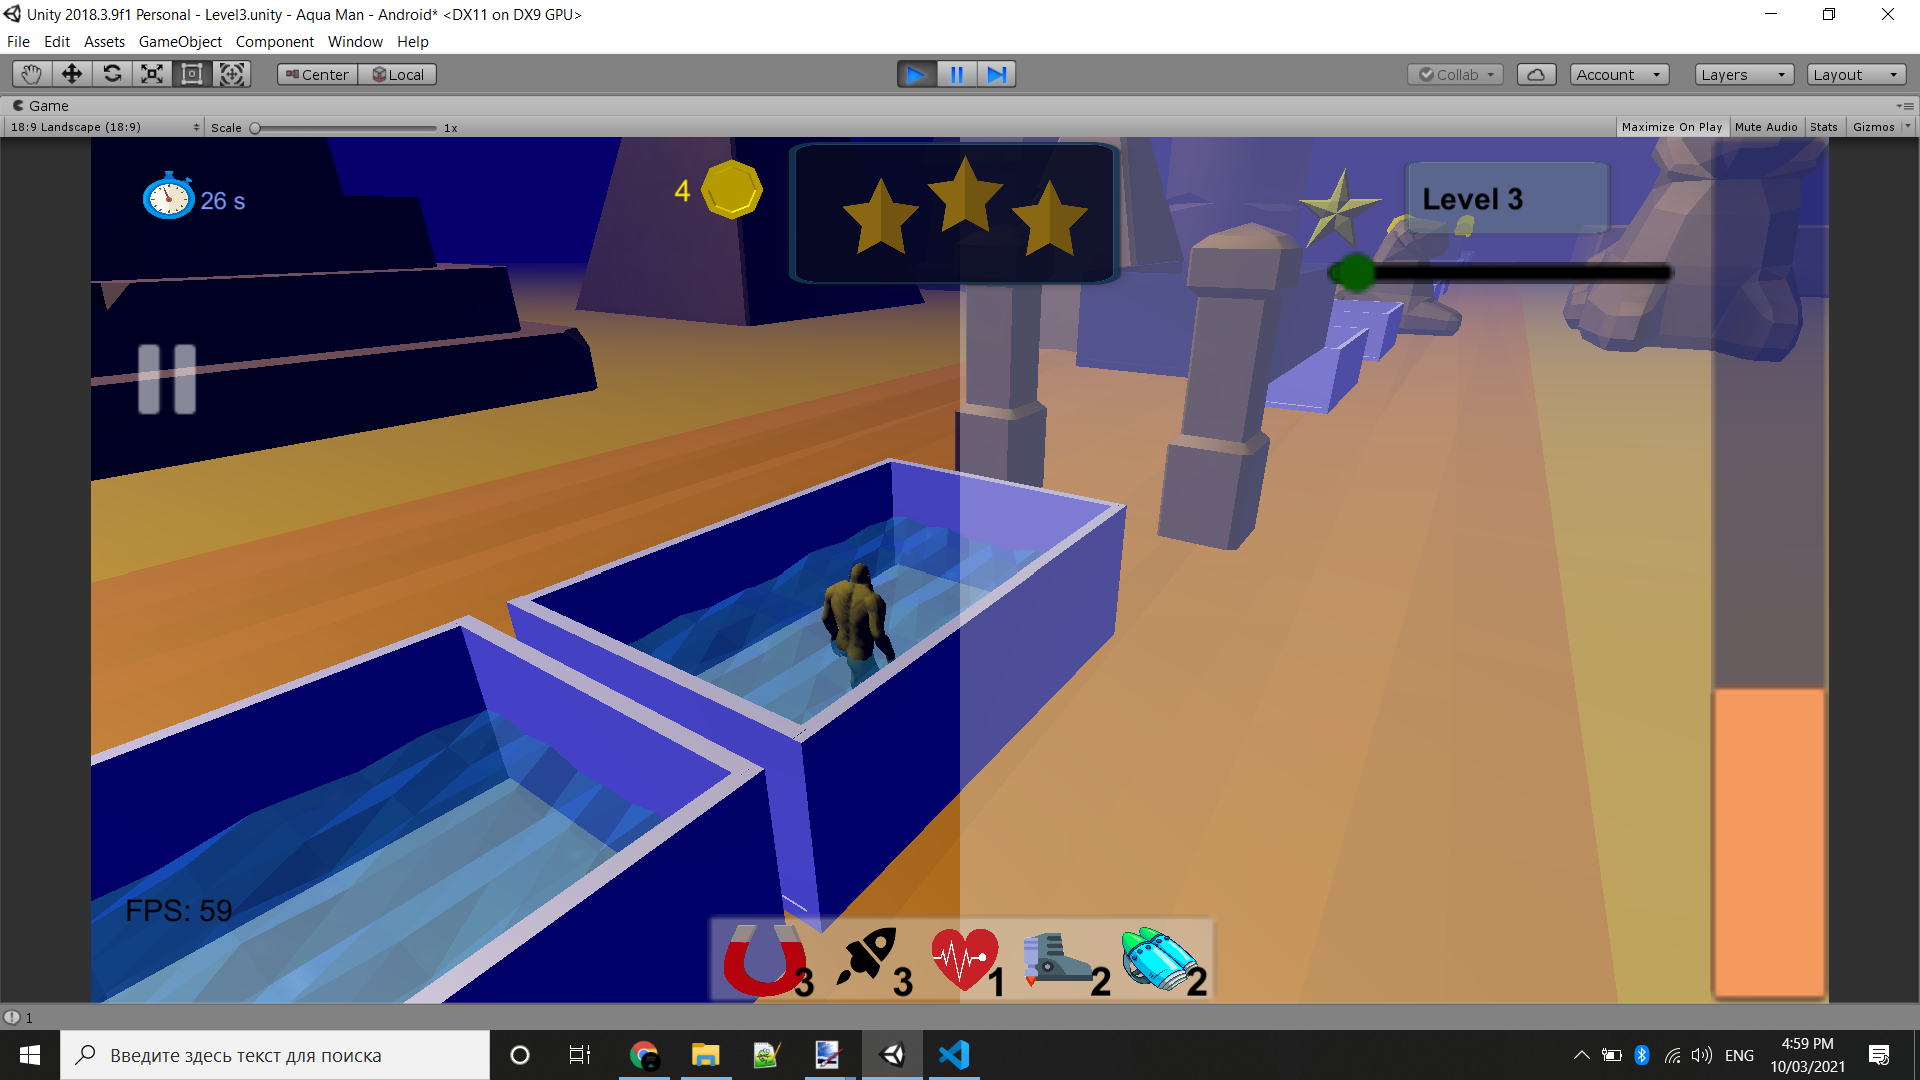 Unity 2018.3.9f1 Personal - Level3.unity - Aqua Man - Android* <DX11 on DX9 GPU>
File Edit Assets GameObject Component Window Help
Center Local Collab Account Layers Layout
Game
18:9 Landscape (18:9) Scale 1x Maximize On Play Mute Audio Stats Gizmos
26 s 4 Level 3
FPS: 59
3 3 1 2 2
1
Введите здесь текст для поиска
ENG
4:59 PM
10/03/2021